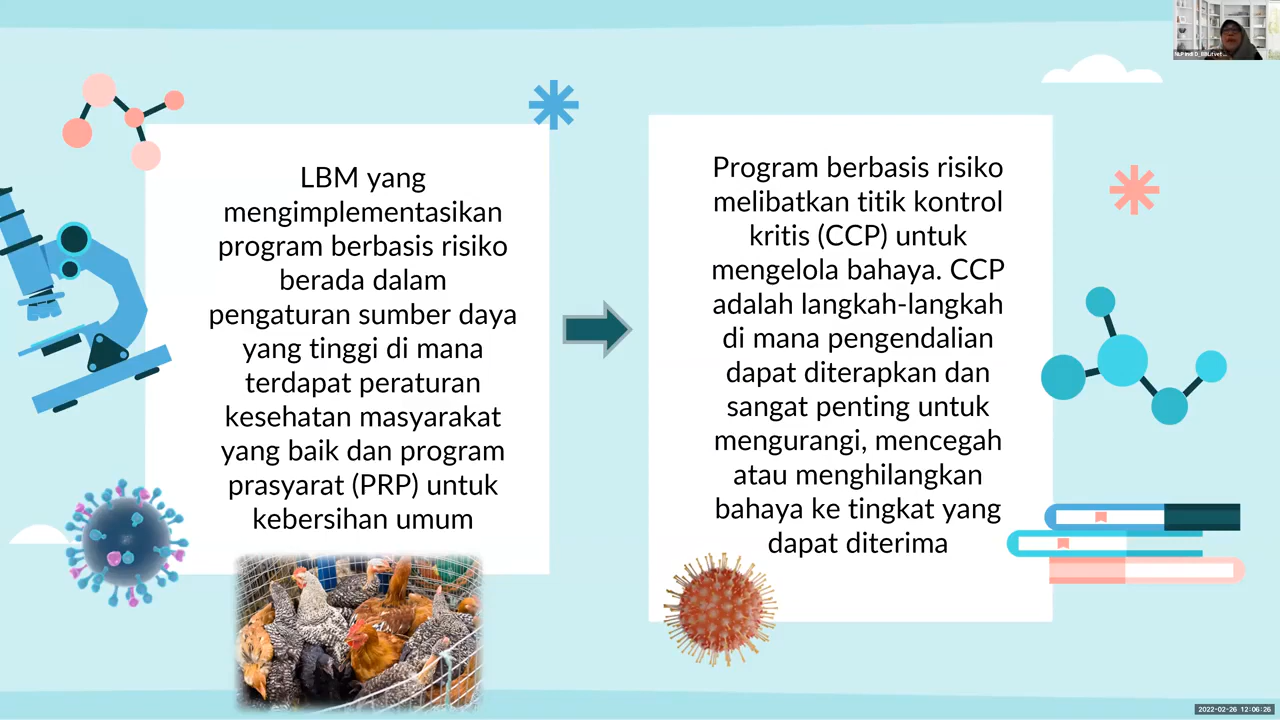 LBM yang
mengimplementasikan
program berbasis risiko
berada dalam
pengaturan sumber daya
yang tinggi di mana
terdapat peraturan
kesehatan masyarakat
yang baik dan program
prasyarat (PRP) untuk
kebersihan umum
Program berbasis risiko
melibatkan titik kontrol
kritis (CCP) untuk
mengelola bahaya. CCP
adalah langkah-langkah
di mana pengendalian
dapat diterapkan dan
sangat penting untuk
mengurangi, mencegah
atau menghilangkan
bahaya ke tingkat yang
dapat diterima
2022-02-26 12:06:26